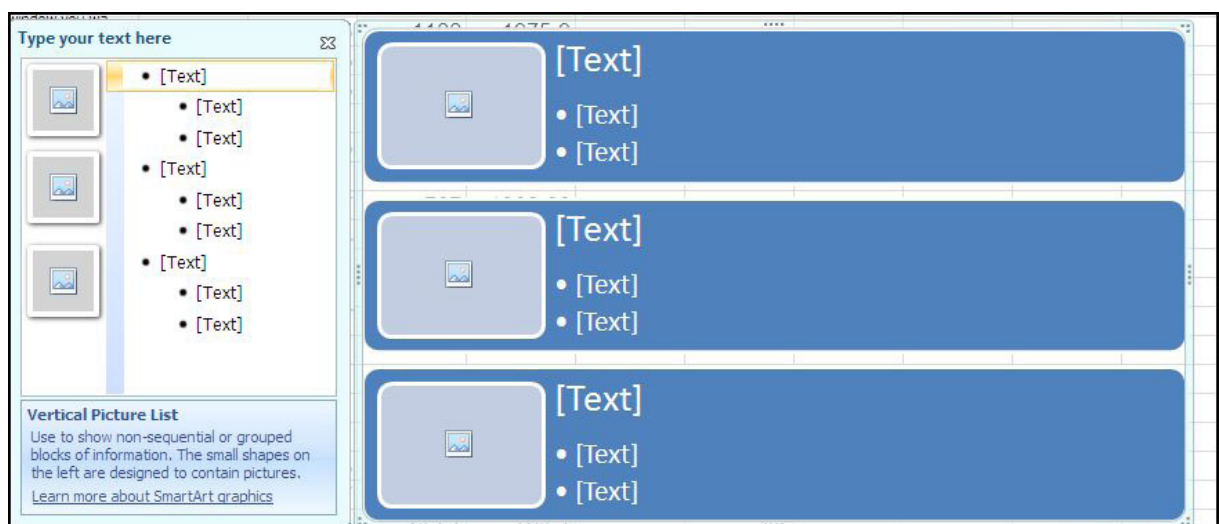 Type your text here
• [Text]
• [Text]
• [Text]
• [Text]
• [Text]
• [Text]
• [Text]
• [Text]
• [Text]
Vertical Picture List
Use to show non-sequential or grouped
blocks of information. The small shapes on
the left are designed to contain pictures.
Learn more about SmartArt graphics
[Text]
• [Text]
• [Text]
[Text]
• [Text]
• [Text]
[Text]
• [Text]
• [Text]